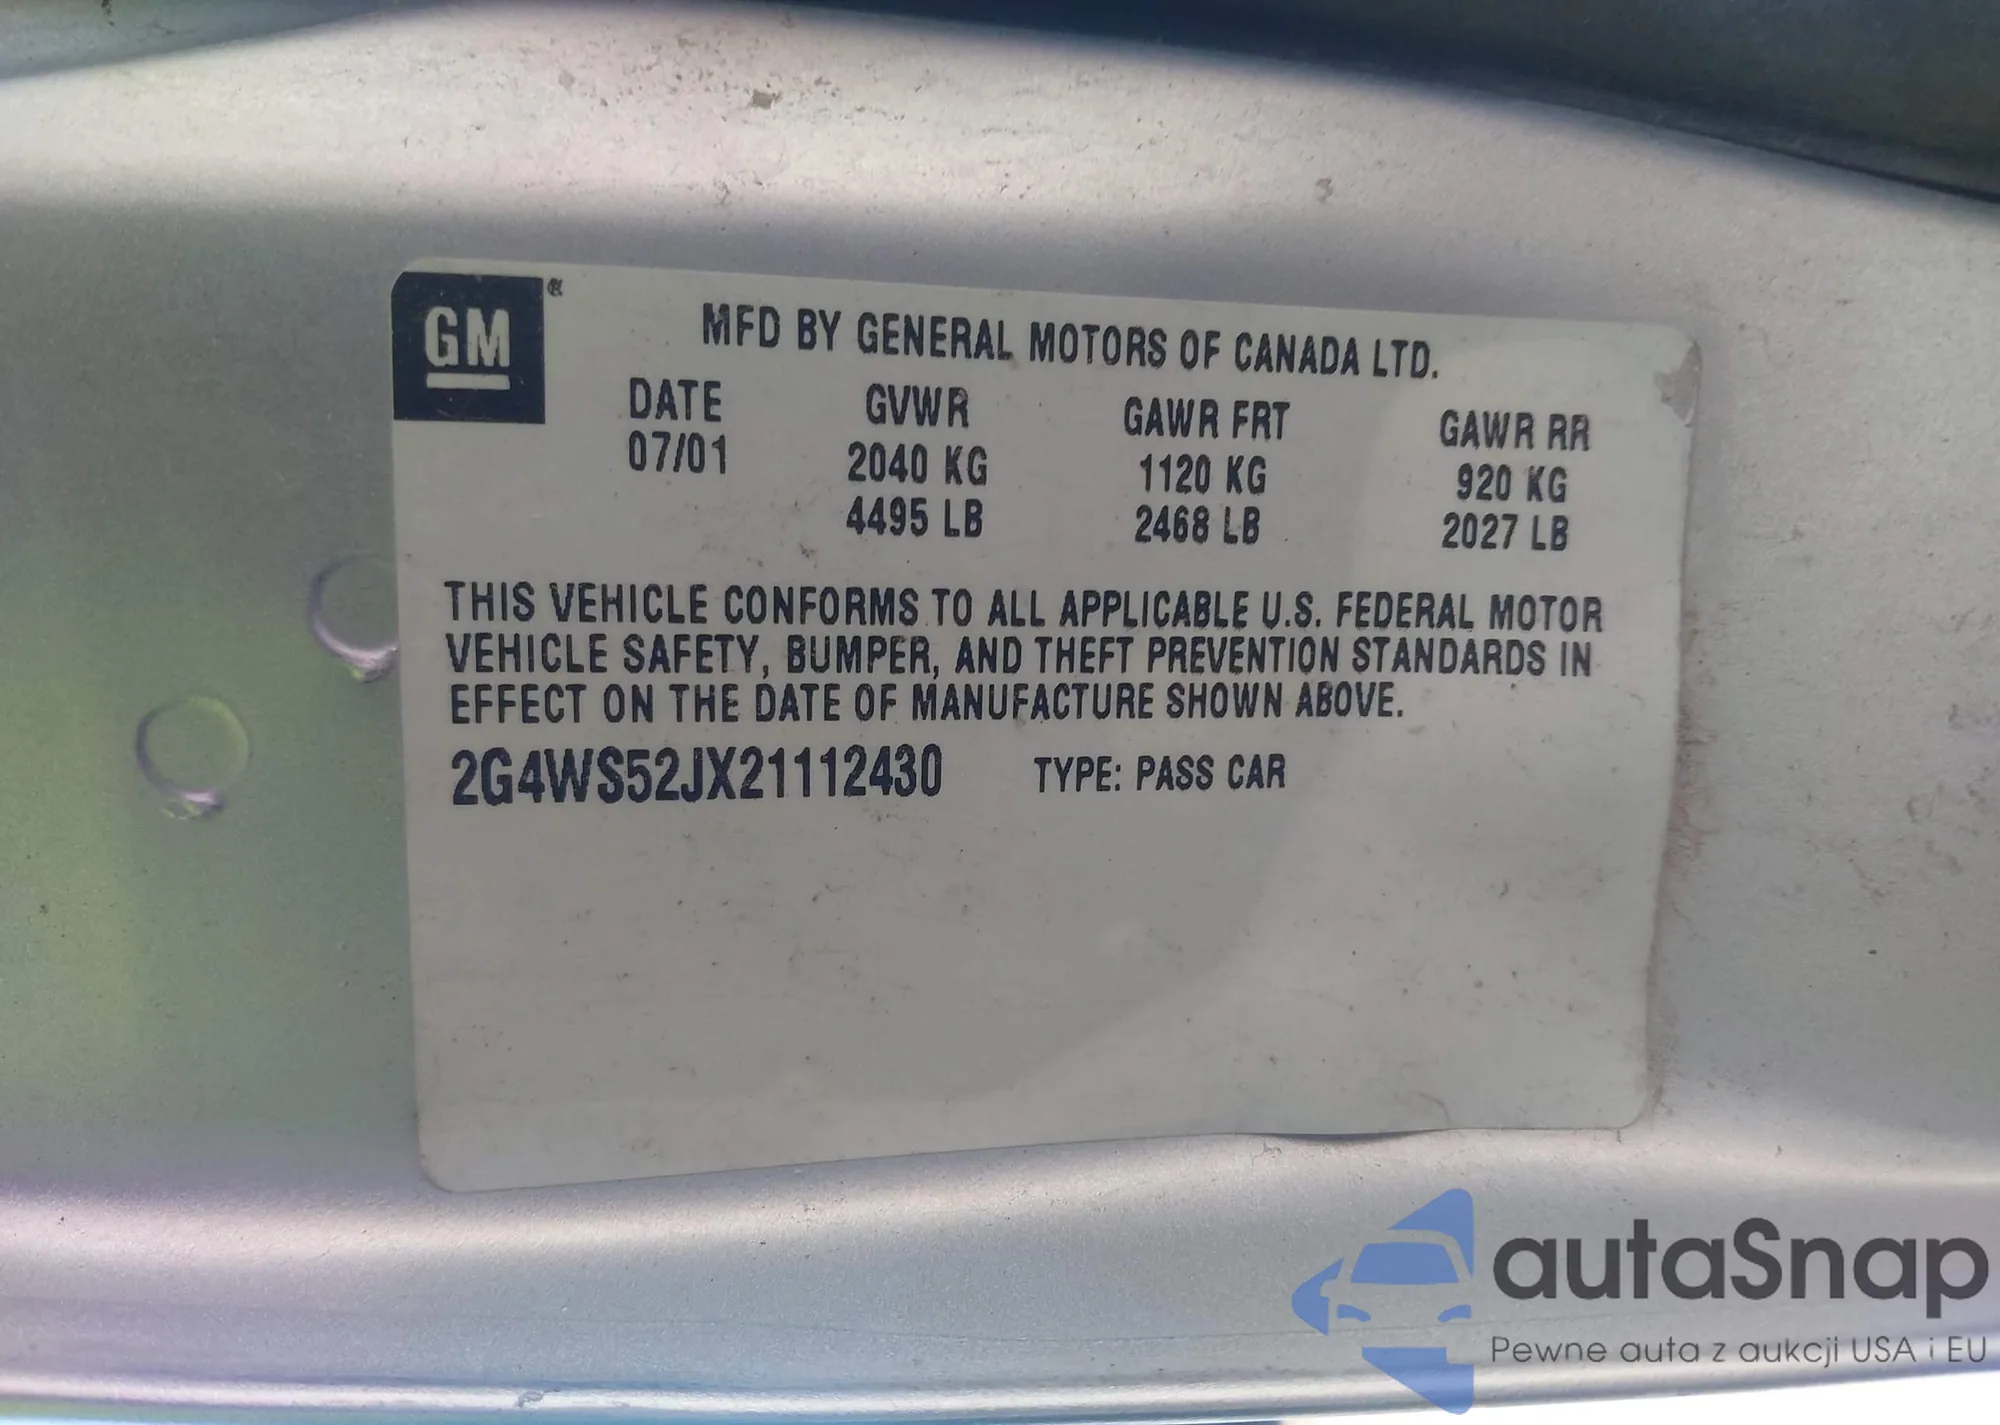 GM
MFD BY GENERAL MOTORS OF CANADA LTD.
DATE GVWR GAWR FRT GAWR RR
07/01 2040 KG 1120 KG 920 KG
4495 LB 2468 LB 2027 LB
THIS VEHICLE CONFORMS TO ALL APPLICABLE U.S. FEDERAL MOTOR
VEHICLE SAFETY, BUMPER, AND THEFT PREVENTION STANDARDS IN
EFFECT ON THE DATE OF MANUFACTURE SHOWN ABOVE.
2G4WS52JX21112430 TYPE: PASS CAR
autaSnap
Pewne auta z aukcji USA i EU